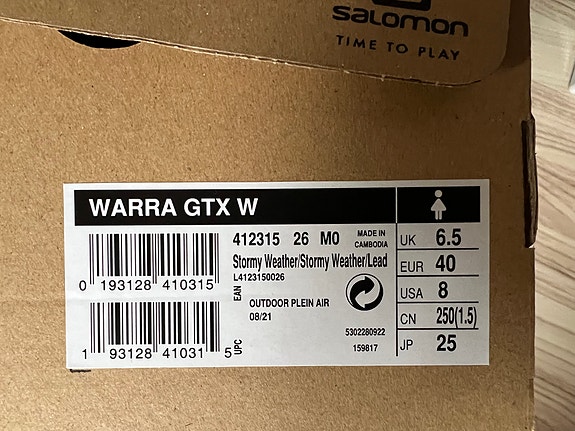 SALOMON
TIME TO PLAY
WARRA GTX W
412315 26 M0
MADE IN
CAMBODIA
Stormy Weather/Stormy Weather/Lead
L4123150026
0 193128 410315
EAN
OUTDOOR PLEIN AIR
08/21
5302280922
159817
1 93128 41031 5
UPC
UK 6.5
EUR 40
USA 8
CN 250(1.5)
JP 25